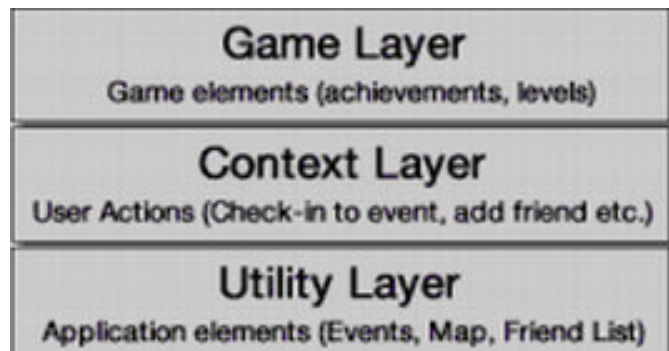 Game Layer
Game elements (achievements, levels)
Context Layer
User Actions (Check-in to event, add friend etc.)
Utility Layer
Application elements (Events, Map, Friend List)